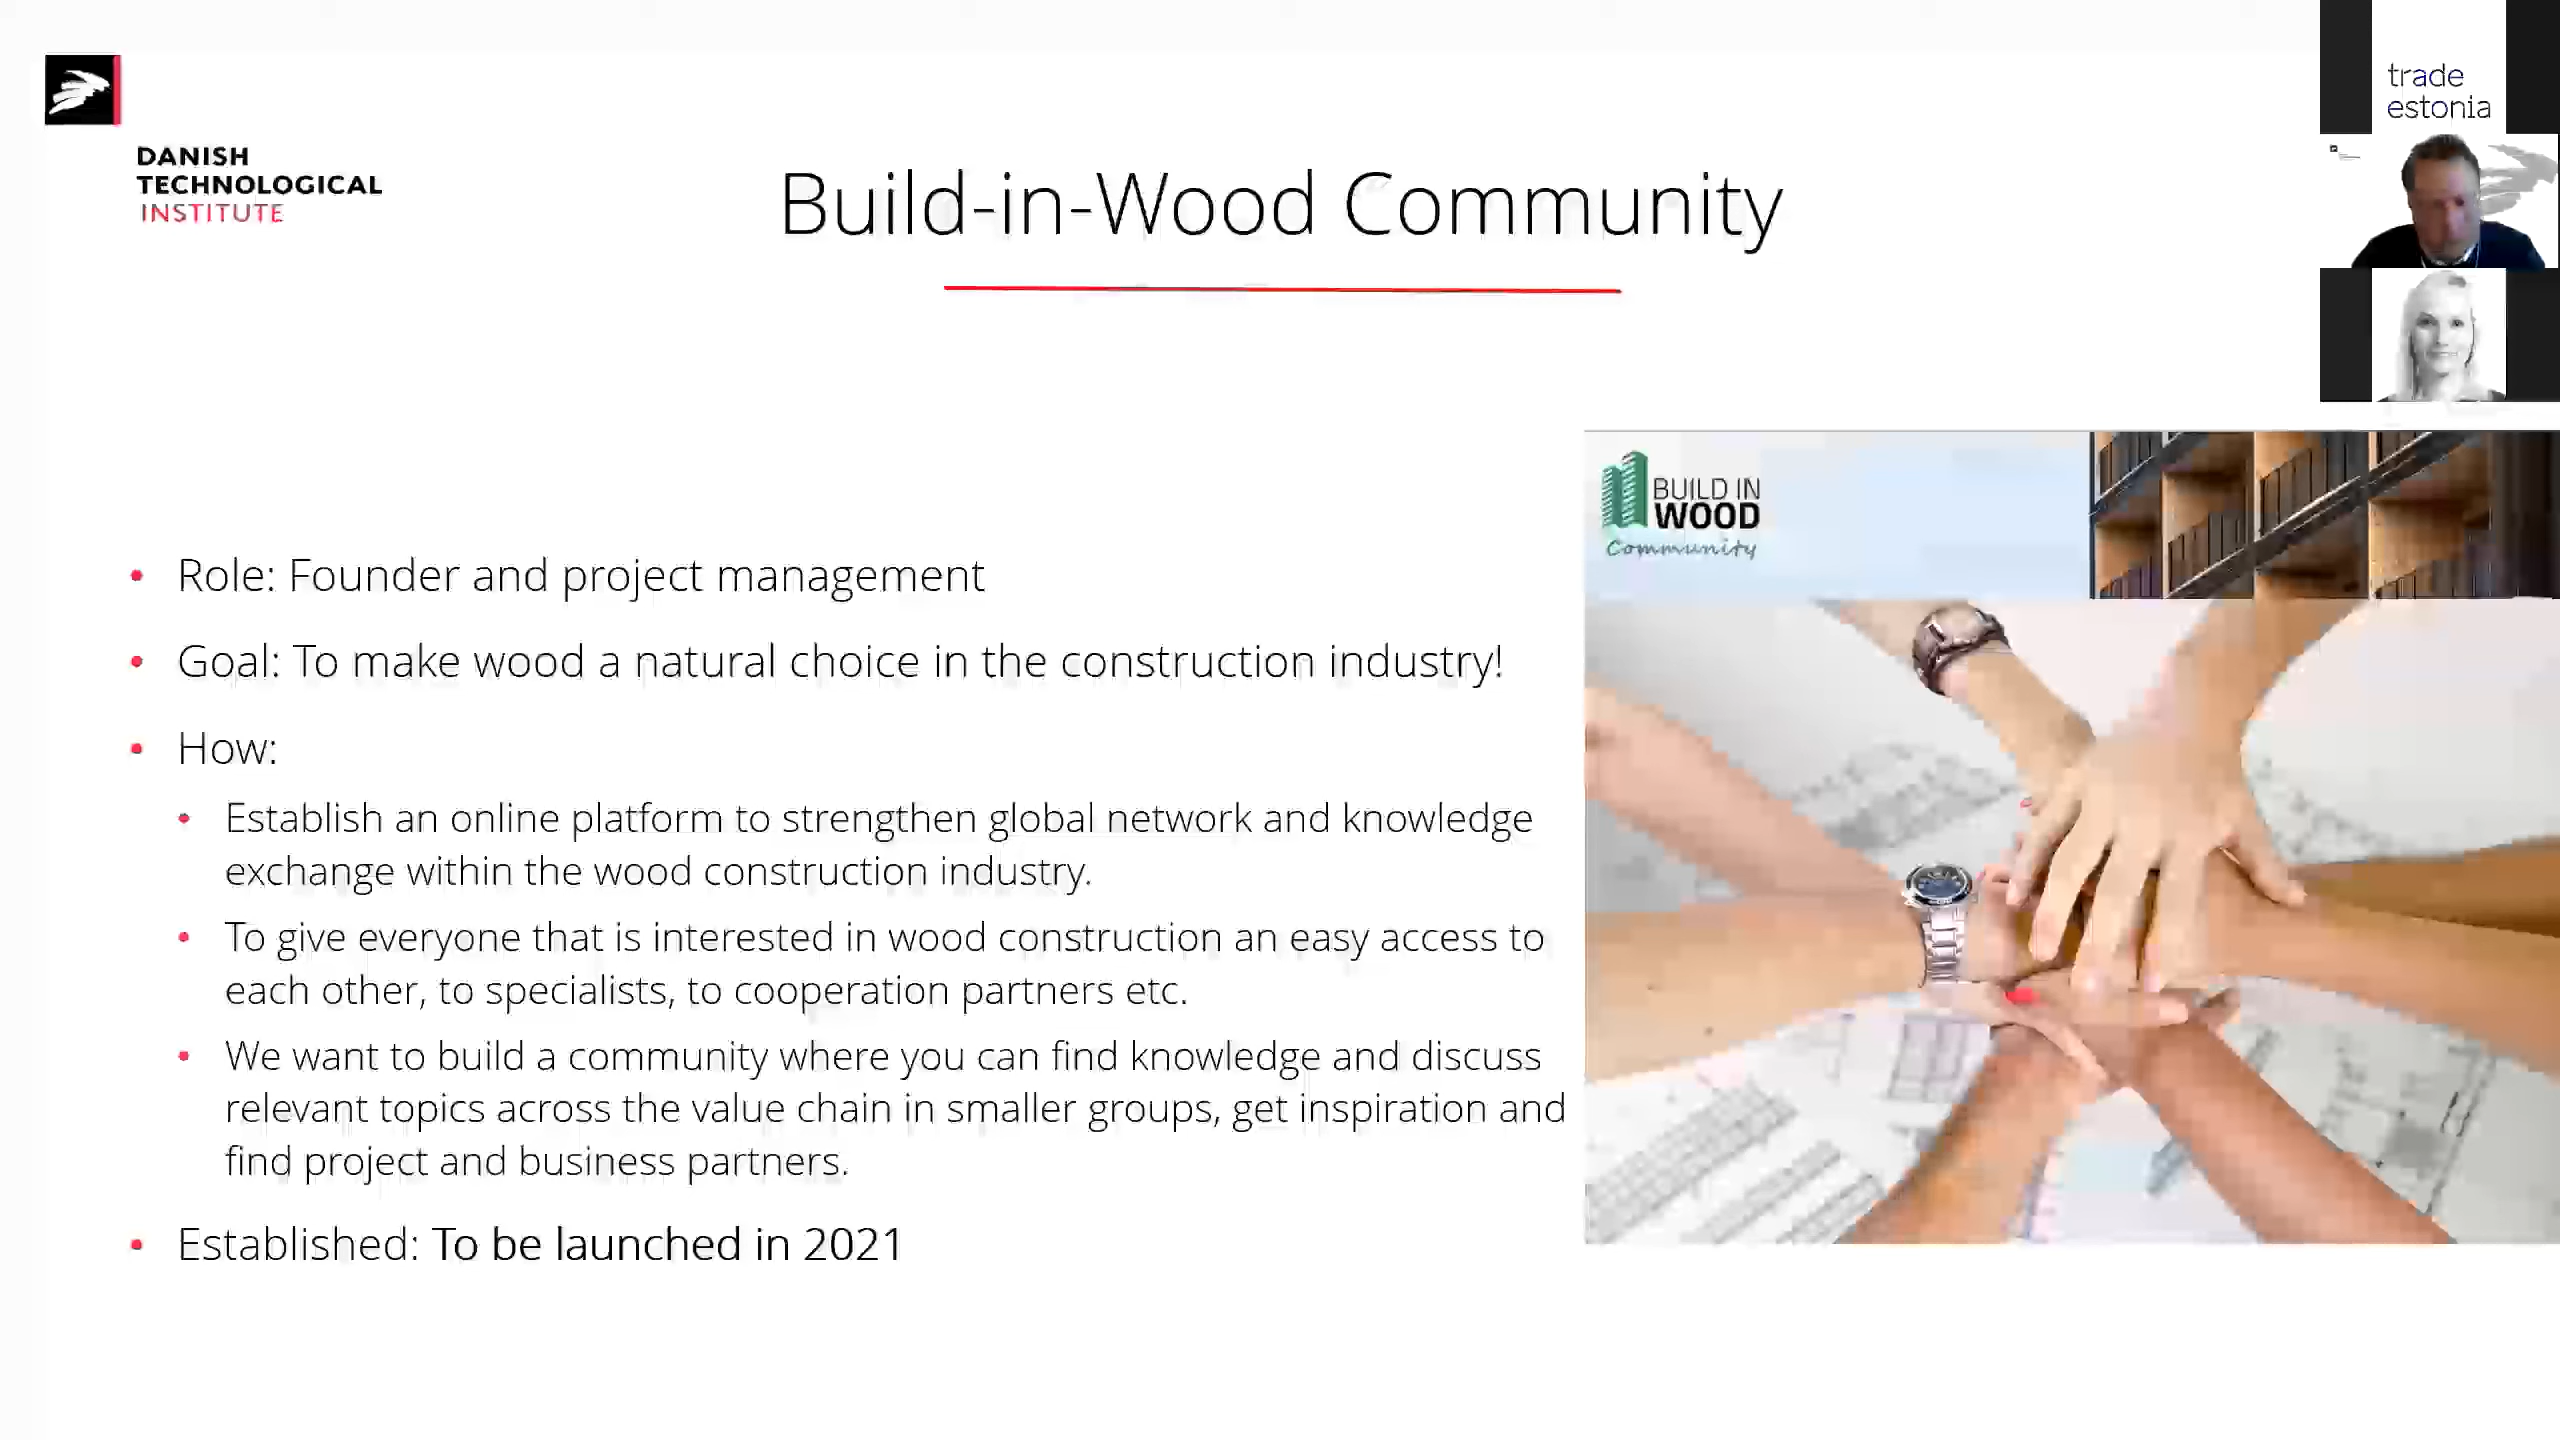 DANISH
TECHNOLOGICAL
INSTITUTE
Build-in-Wood Community
trade
estonia
BUILD IN
WOOD
Community
• Role: Founder and project management
• Goal: To make wood a natural choice in the construction industry!
• How:
• Establish an online platform to strengthen global network and knowledge
exchange within the wood construction industry.
• To give everyone that is interested in wood construction an easy access to
each other, to specialists, to cooperation partners etc.
• We want to build a community where you can find knowledge and discuss
relevant topics across the value chain in smaller groups, get inspiration and
find project and business partners.
• Established: To be launched in 2021